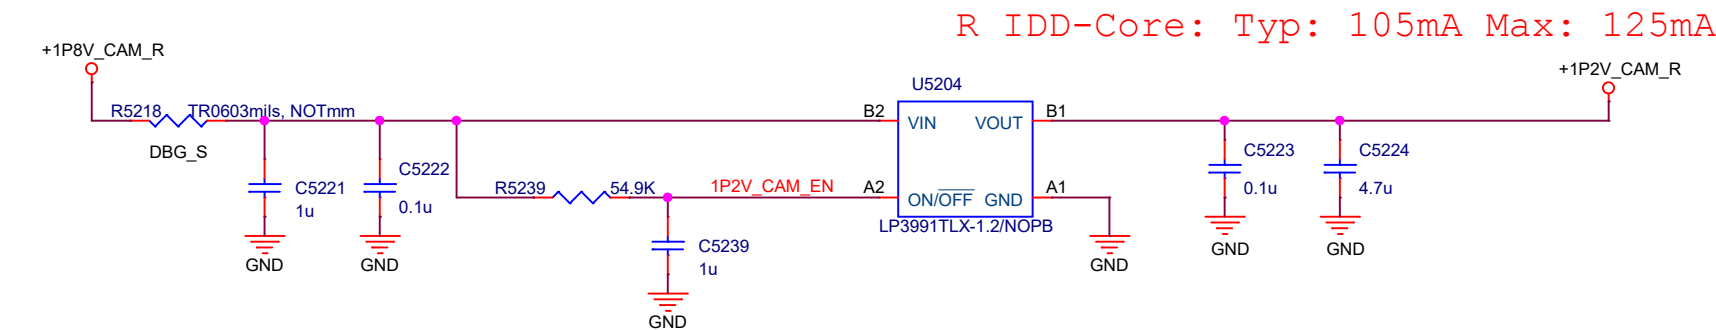 R IDD-Core: Typ: 105mA Max: 125mA
+1P8V_CAM_R
+1P2V_CAM_R
U5204
R5218 TR0603mils, NOTmm
B2
VIN VOUT
B1
DBG_S
C5221
1u
C5222
0.1u
R5239
54.9K
1P2V_CAM_EN
A2
ON/OFF GND
A1
LP3991TLX-1.2/NOPB
C5223
0.1u
C5224
4.7u
C5239
1u
GND
GND
GND
GND
GND
GND